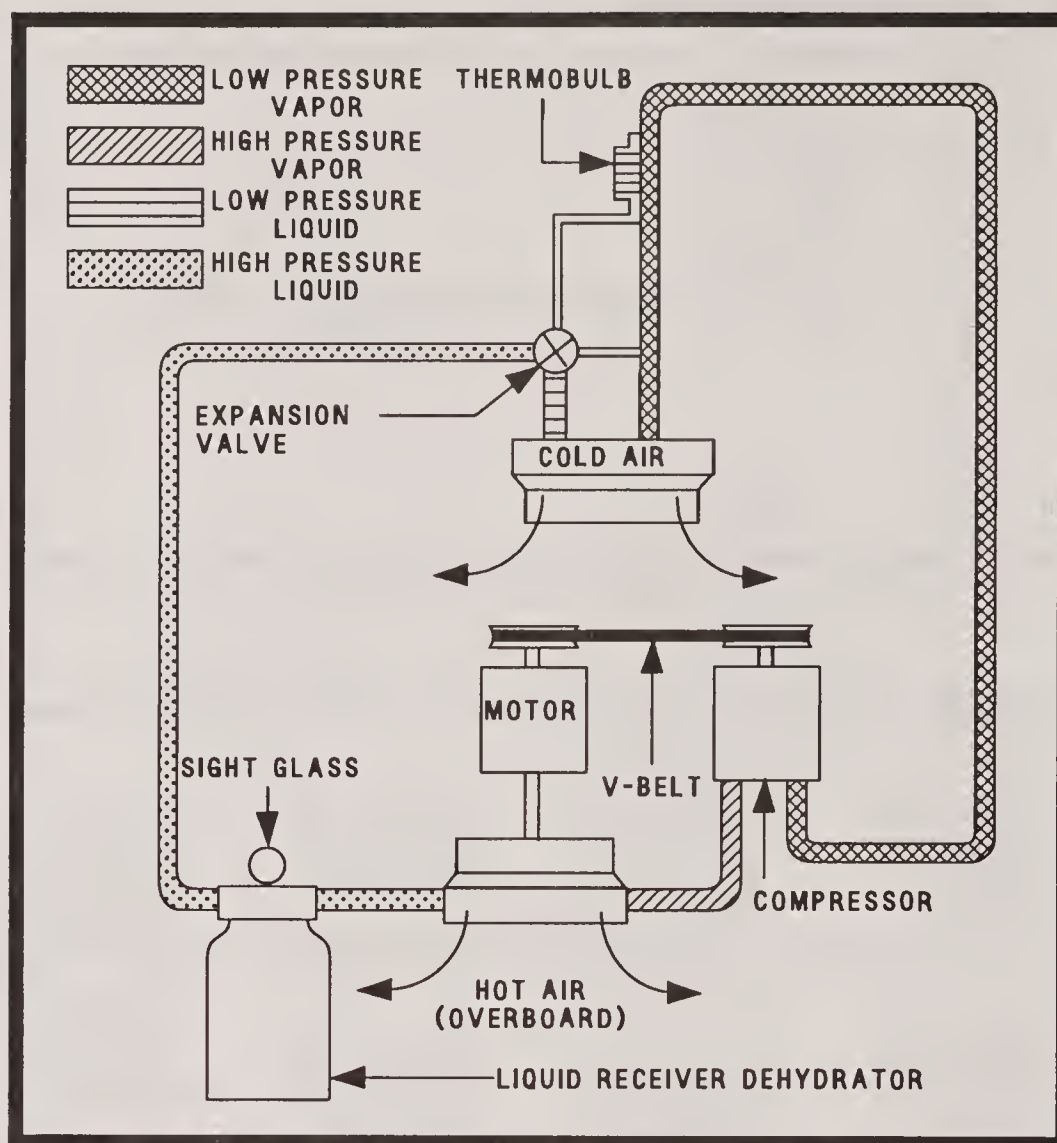 LOW PRESSURE
VAPOR
HIGH PRESSURE
VAPOR
LOW PRESSURE
LIQUID
HIGH PRESSURE
LIQUID
THERMOBULB
EXPANSION
VALVE
COLD AIR
MOTOR
V-BELT
SIGHT GLASS
COMPRESSOR
HOT AIR
(OVERBOARD)
LIQUID RECEIVER DEHYDRATOR